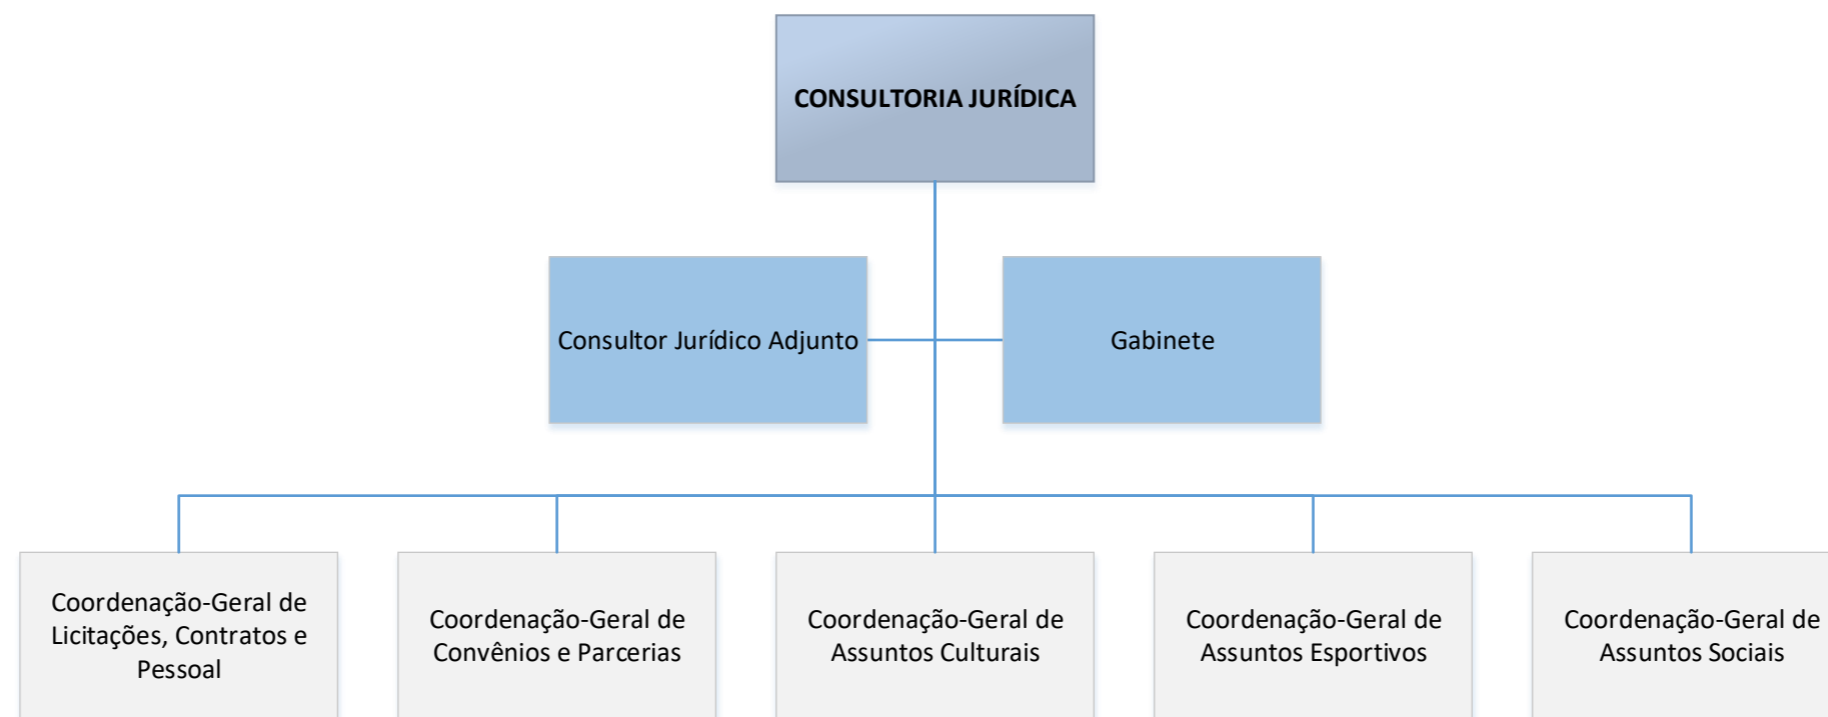 CONSULTORIA JURÍDICA
Consultor Jurídico Adjunto
Gabinete
Coordenação-Geral de
Licitações, Contratos e
Pessoal
Coordenação-Geral de
Convênios e Parcerias
Coordenação-Geral de
Assuntos Culturais
Coordenação-Geral de
Assuntos Esportivos
Coordenação-Geral de
Assuntos Sociais